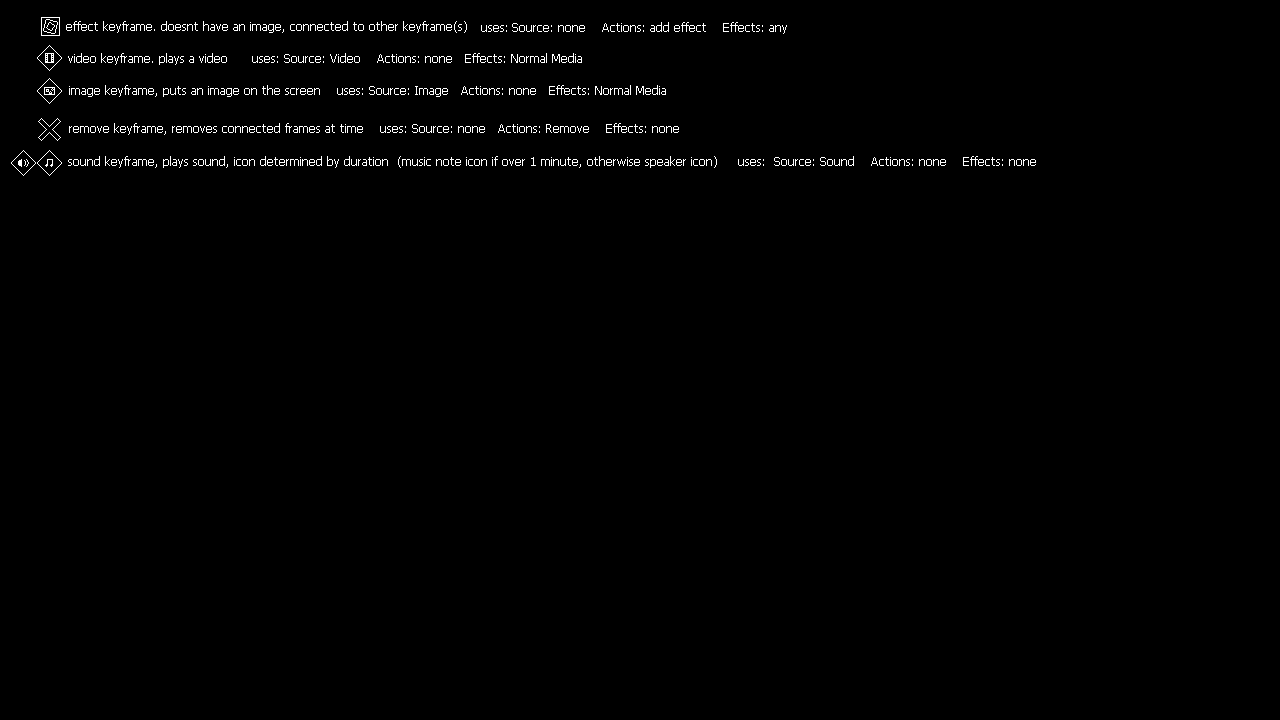 effect keyframe. doesnt have an image, connected to other keyframe(s) uses: Source: none Actions: add effect Effects: any
video keyframe. plays a video uses: Source: Video Actions: none Effects: Normal Media
image keyframe, puts an image on the screen uses: Source: Image Actions: none Effects: Normal Media
remove keyframe, removes connected frames at time uses: Source: none Actions: Remove Effects: none
sound keyframe, plays sound, icon determined by duration (music note icon if over 1 minute, otherwise speaker icon) uses: Source: Sound Actions: none Effects: none